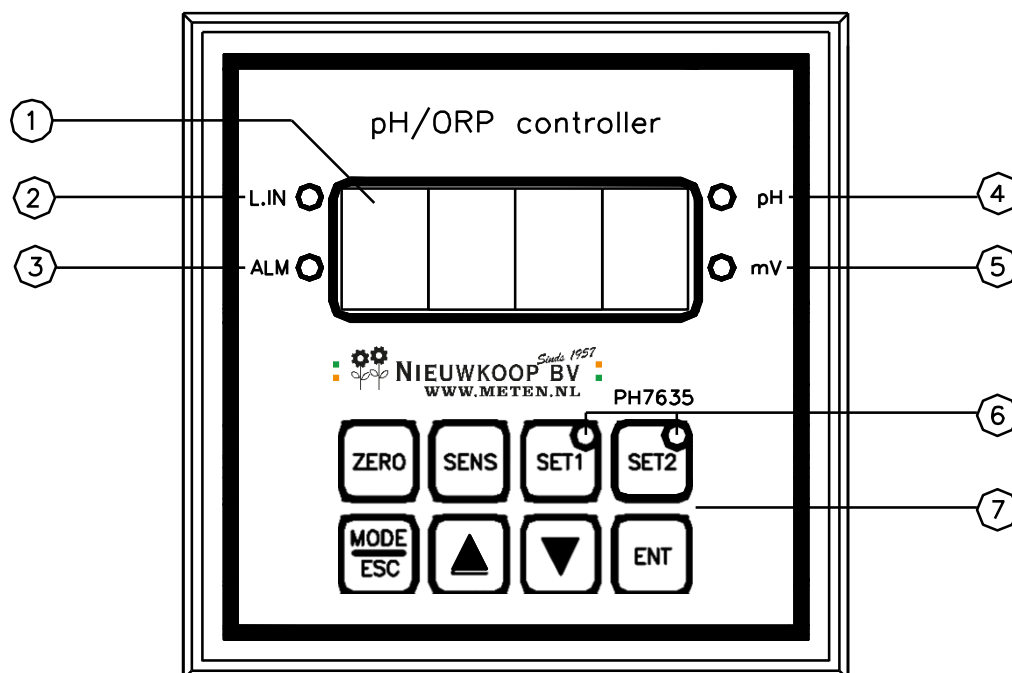 pH/ORP controller
1
2
L.IN
pH
4
3
ALM
mV
5
Sinds 1957
NIEUWKOOP BV
WWW.METEN.NL
PH7635
6
ZERO
SENS
SET1
SET2
7
MODE
ESC
ENT